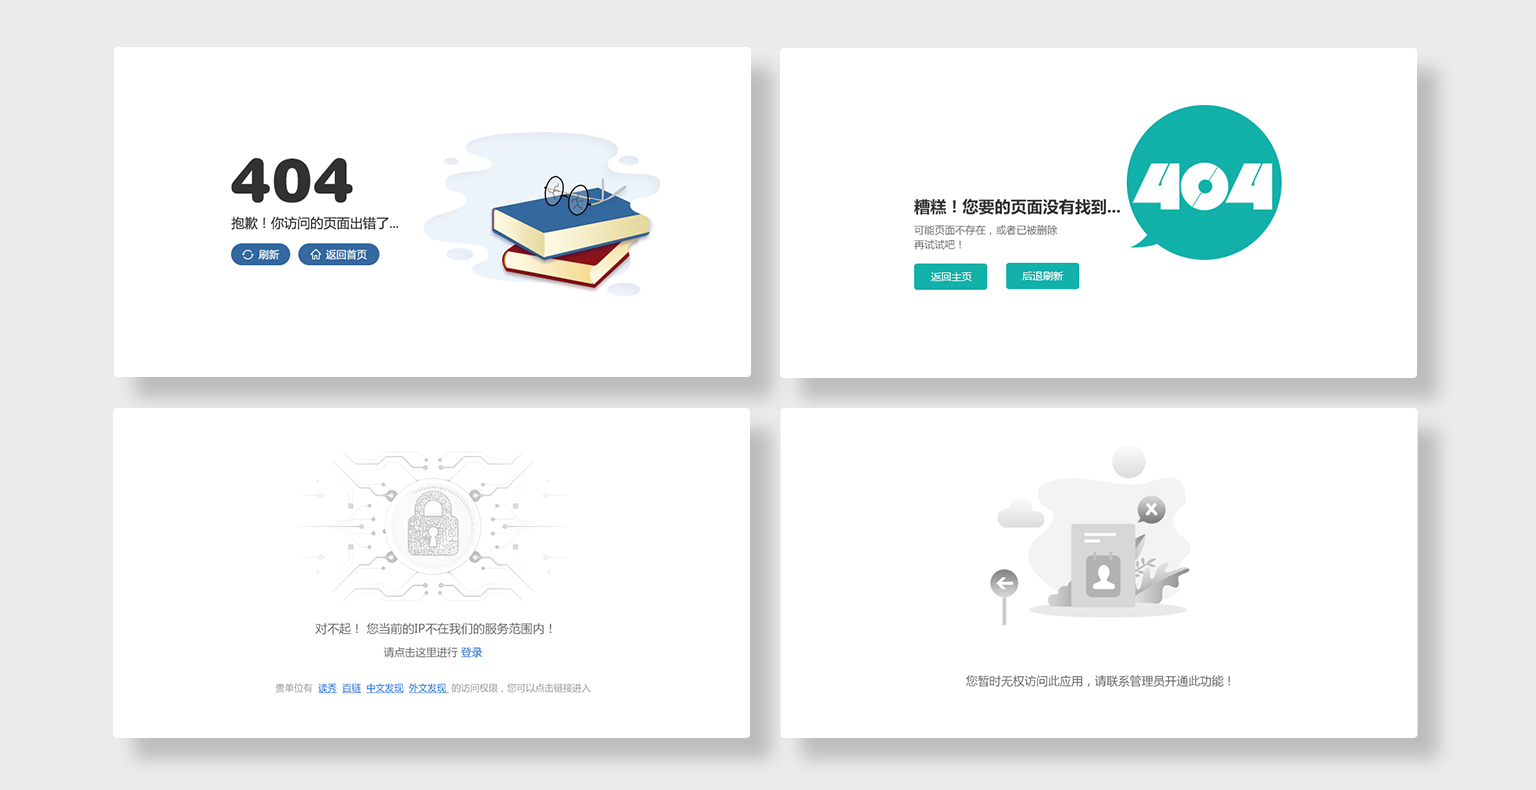 404
抱歉！你访问的页面出错了...
刷新
返回首页
404
糟糕！您要的页面没有找到...
可能页面不存在，或者已被删除
再试试吧！
返回主页
后退刷新
对不起！ 您当前的IP不在我们的服务范围内！
请点击这里进行 登录
贵单位有 读秀 百链 中文发现 外文发现 的访问权限，您可以点击链接进入
您暂时无权访问此应用，请联系管理员开通此功能！